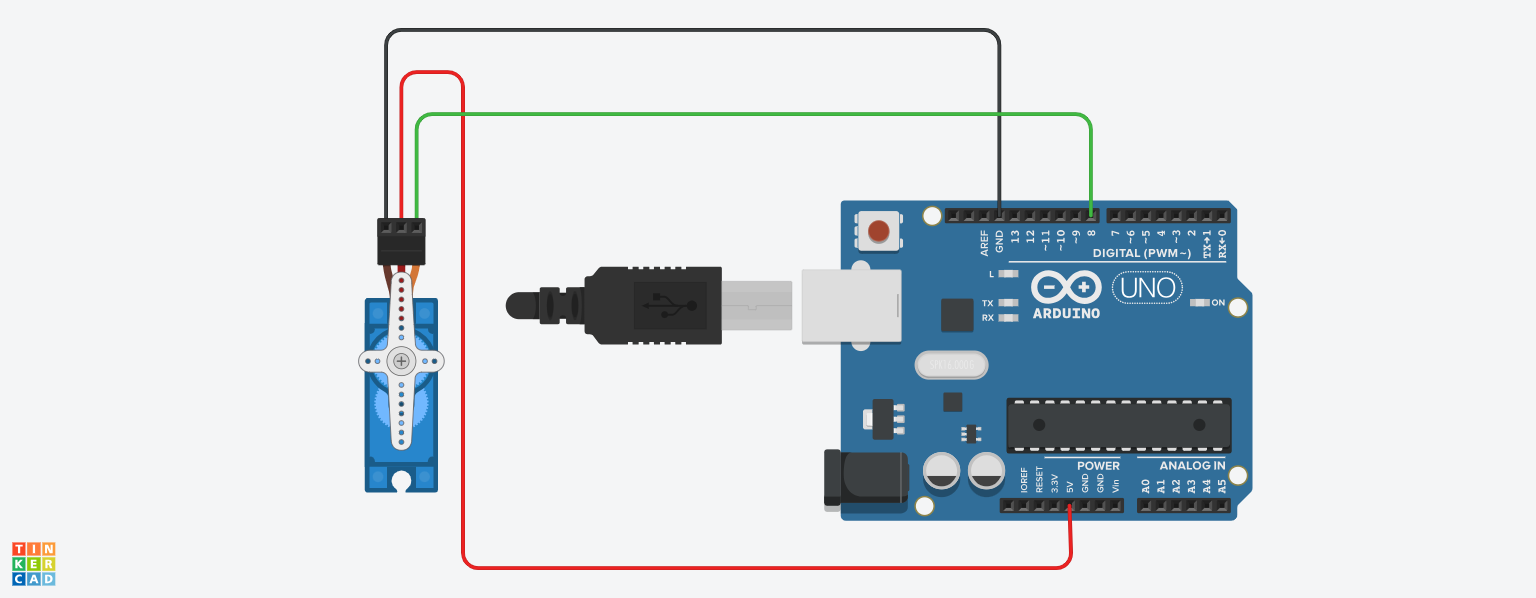 AREF
GND
13
12
~11
~10
~9
8
7
~6
~5
4
~3
2
TX→1
RX←0
DIGITAL (PWM~)
L
TX
RX
ARDUINO
UNO
ON
POWER
ANALOG IN
IOREF
RESET
3.3V
5V
GND
GND
Vin
A0
A1
A2
A3
A4
A5
TIN
KER
CAD